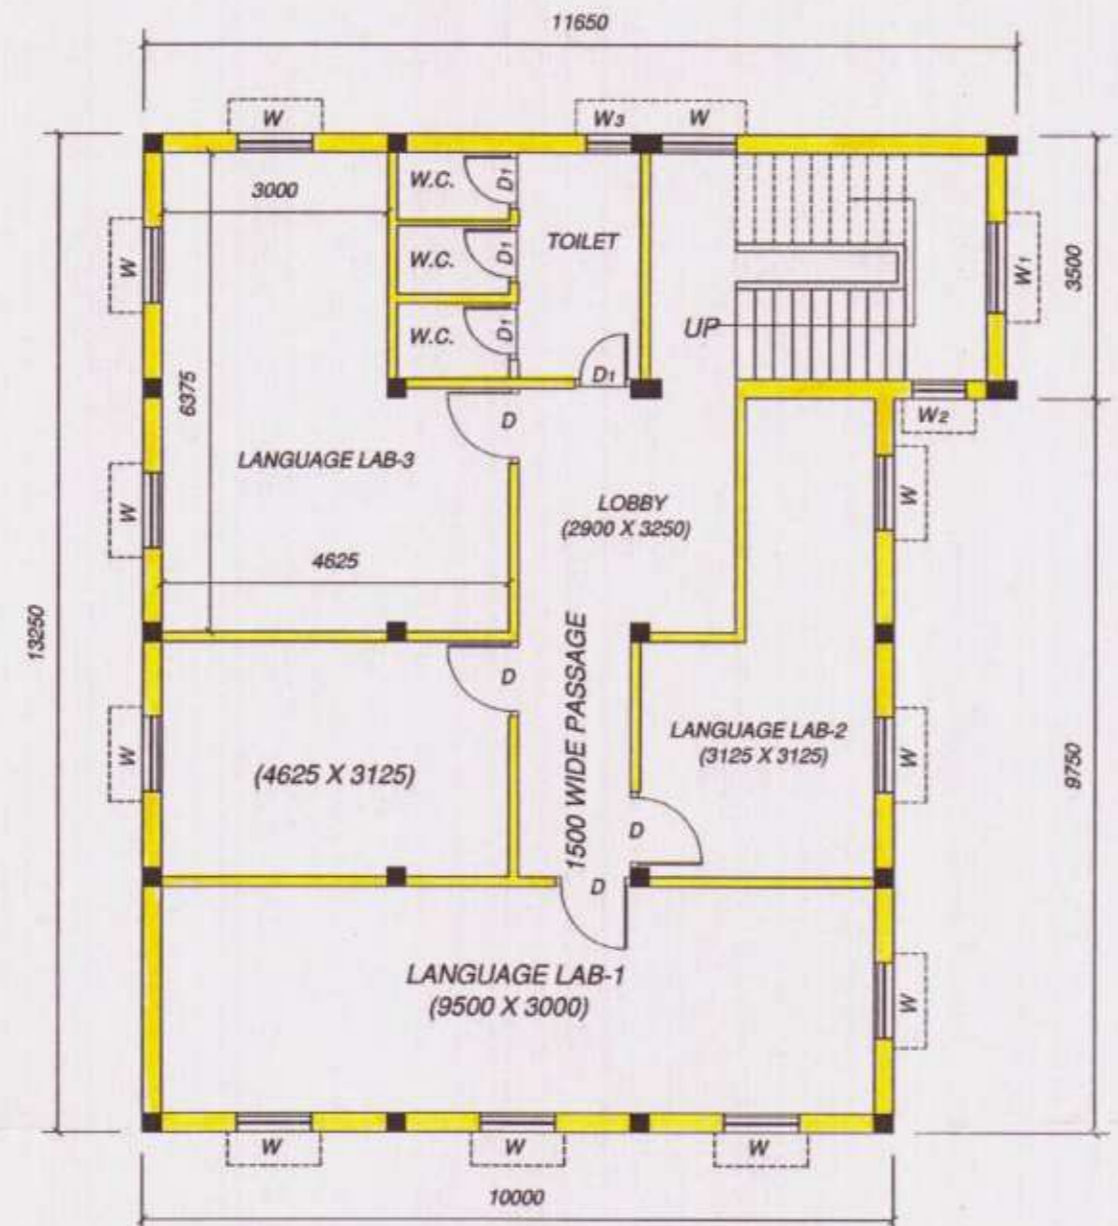 11650
W
W3
W
3000
W.C.
D1
TOILET
W.C.
D1
W
W1
3500
W.C.
D1
UP
D1
6375
W2
D
LANGUAGE LAB-3
W
W
LOBBY
(2900 X 3250)
4625
13250
1500 WIDE PASSAGE
D
LANGUAGE LAB-2
(3125 X 3125)
W
(4625 X 3125)
W
9750
D
D
LANGUAGE LAB-1
(9500 X 3000)
W
W
W
W
10000